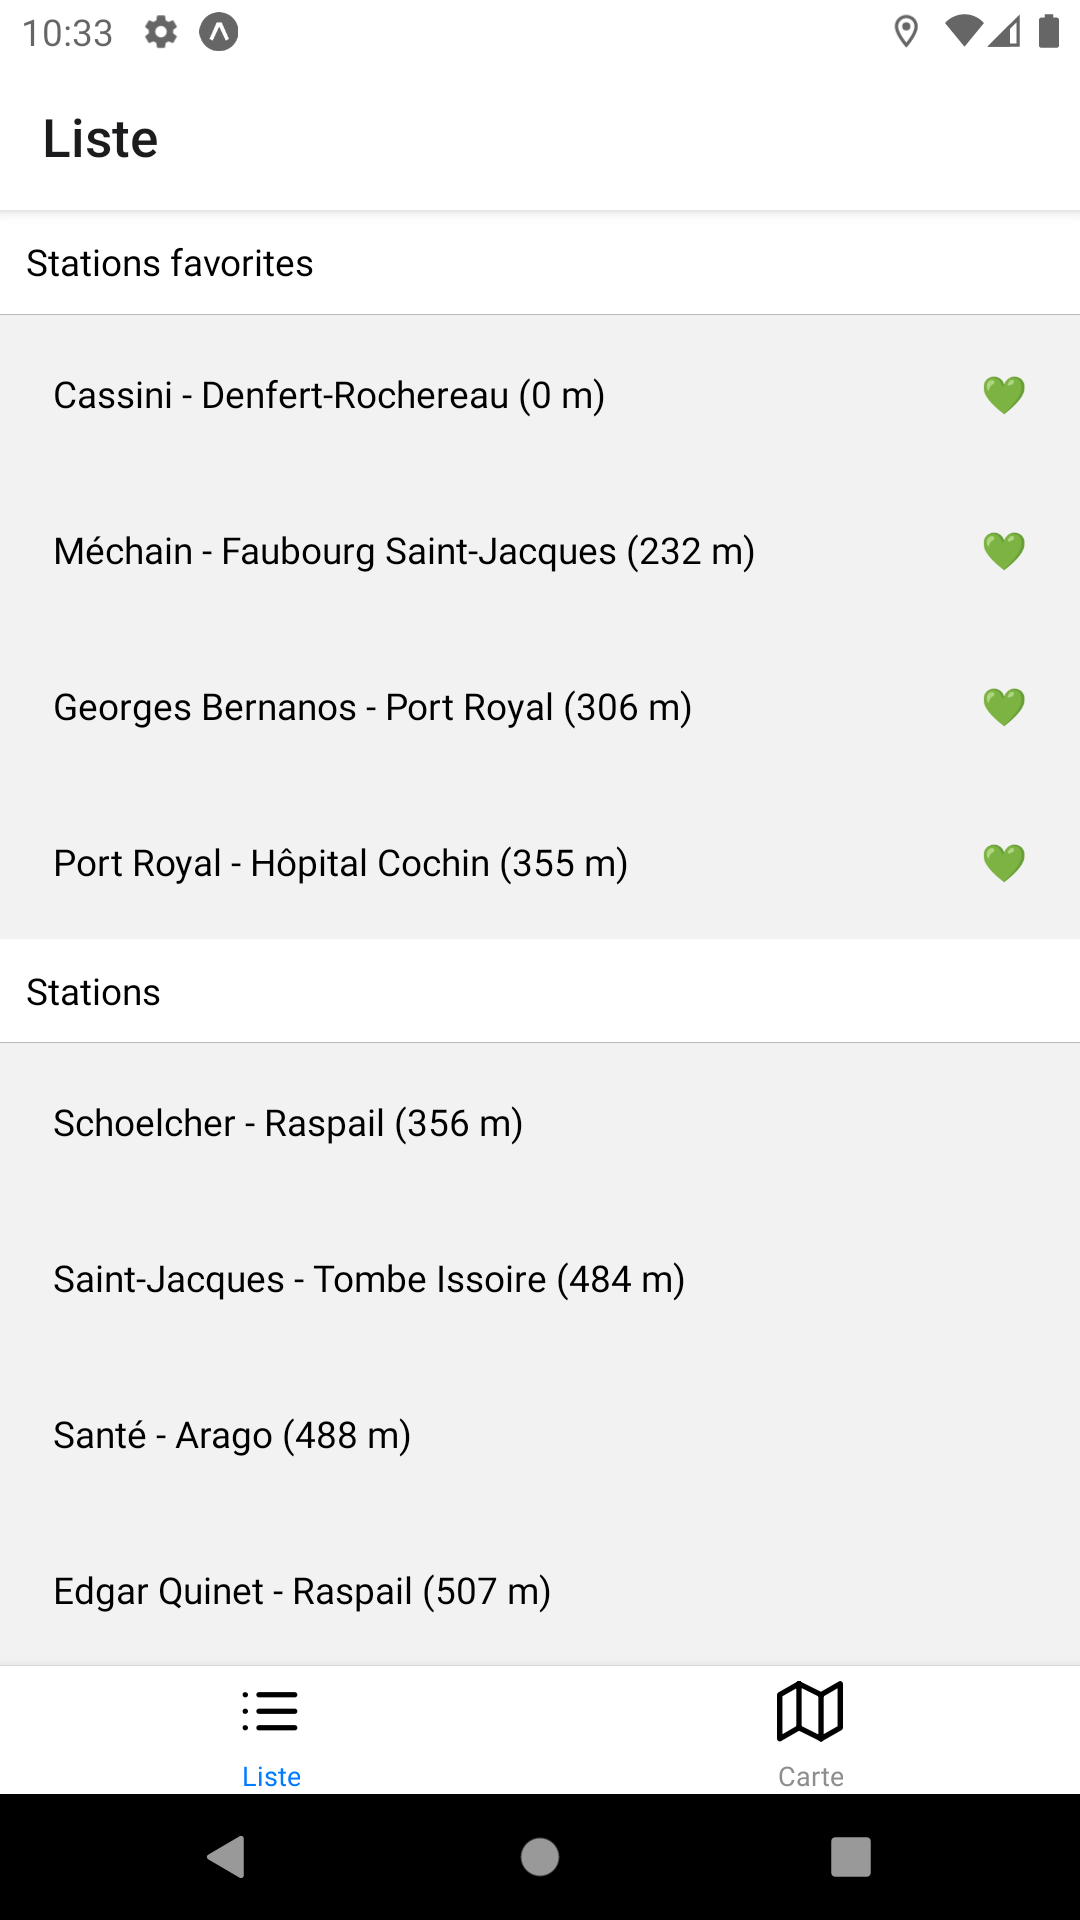 10:33
Liste
Stations favorites
Cassini - Denfert-Rochereau (0 m)
Méchain - Faubourg Saint-Jacques (232 m)
Georges Bernanos - Port Royal (306 m)
Port Royal - Hôpital Cochin (355 m)
Stations
Schoelcher - Raspail (356 m)
Saint-Jacques - Tombe Issoire (484 m)
Santé - Arago (488 m)
Edgar Quinet - Raspail (507 m)
Liste
Carte